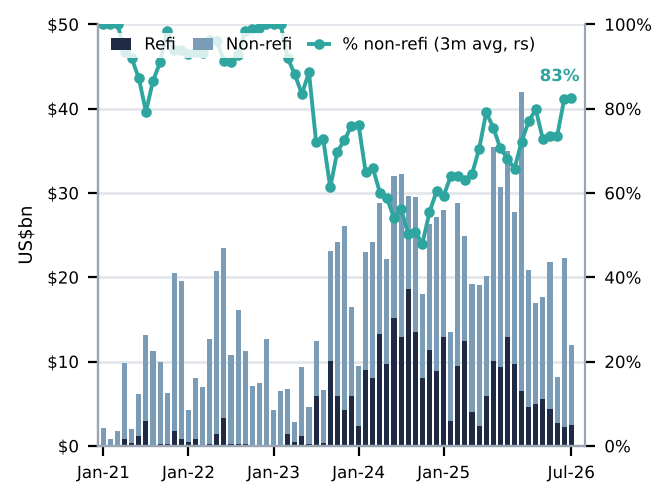 $50
100%
Refi
Non-refi
% non-refi (3m avg, rs)
83%
$40
80%
$30
60%
US$bn
$20
40%
$10
20%
$0
0%
Jan-21
Jan-22
Jan-23
Jan-24
Jan-25
Jul-26